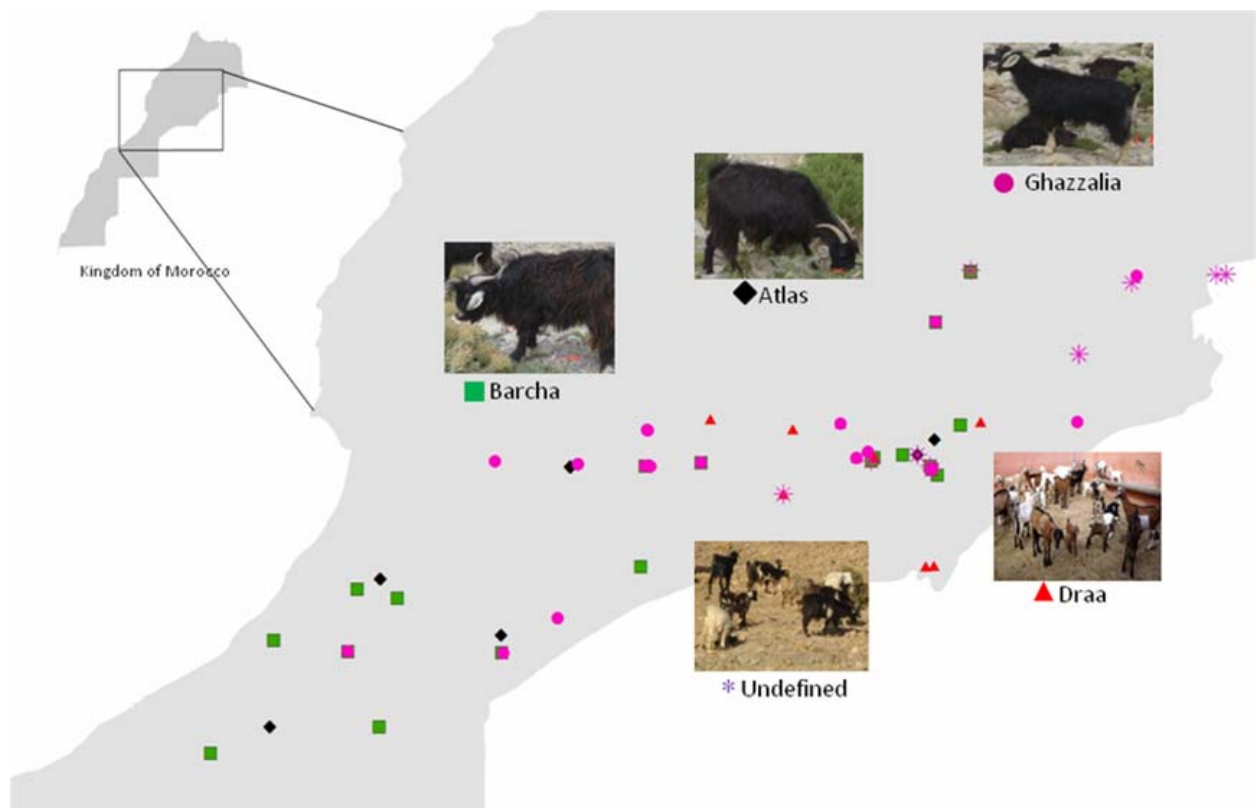 Ghazzalia
Atlas
Kingdom of Morocco
Barcha
Draa
Undefined